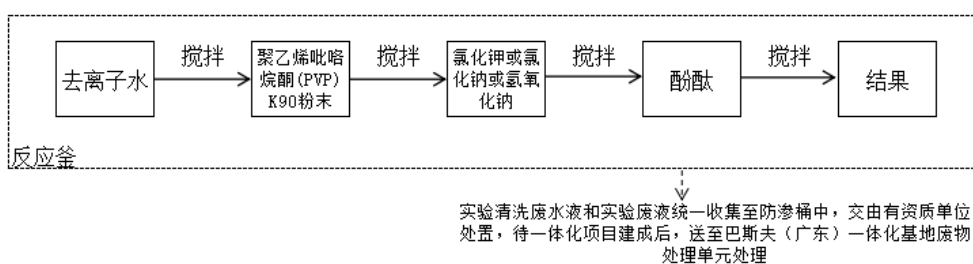 搅拌
搅拌
搅拌
搅拌
去离子水
聚乙烯吡咯
烷酮(PVP)
K90粉末
氯化钾或氯
化钠或氢氧
化钠
酚酞
结果
反应釜
实验清洗废水液和实验废液统一收集至防渗桶中，交由有资质单位
处置，待一体化项目建成后，送至巴斯夫（广东）一体化基地废物
处理单元处理